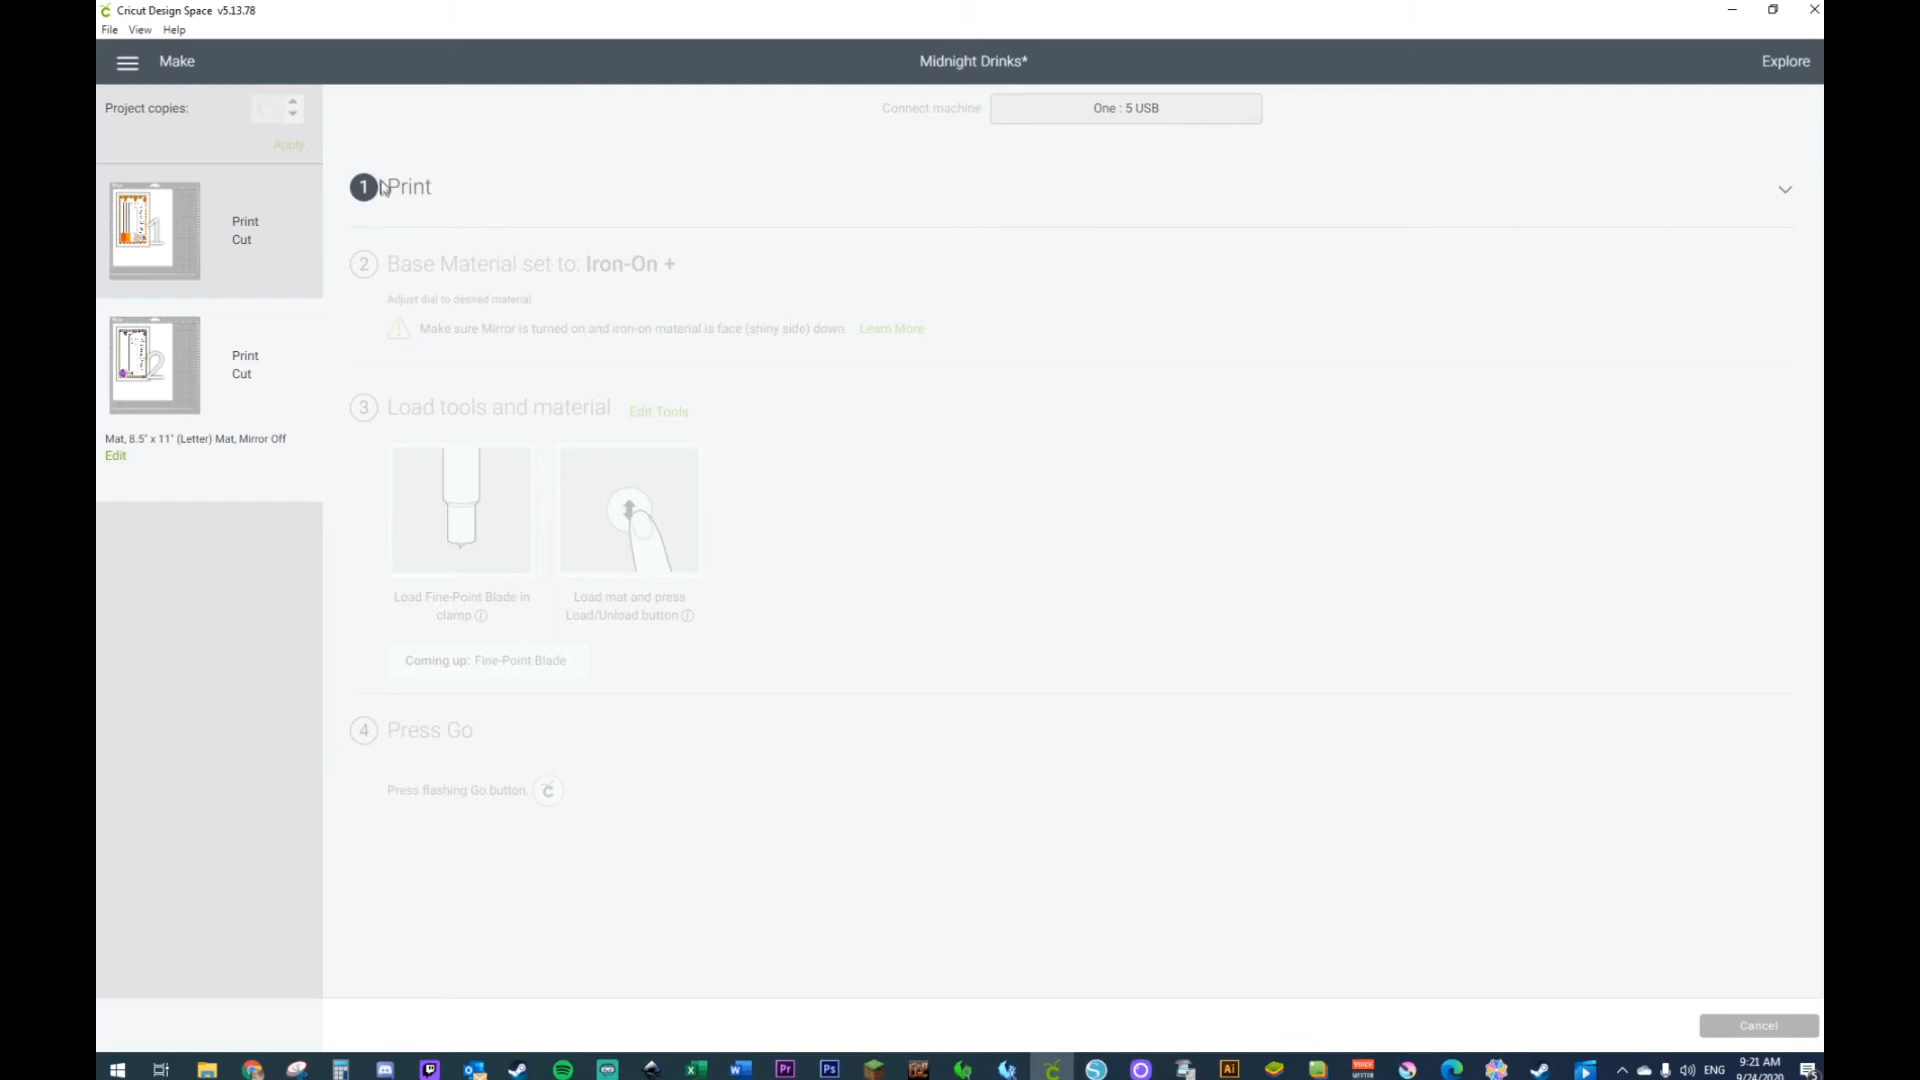 Cricut Design Space v5.13.78
File View Help
Make
Midnight Drinks*
Explore
Project copies:
Apply
Connect machine
One : 5 USB
1 Print
Print
Cut
2 Base Material set to: Iron-On +
Adjust dial to desired material
Make sure Mirror is turned on and iron-on material is face (shiny side) down. Learn More
Print
Cut
3 Load tools and material Edit Tools
Mat, 8.5" x 11" (Letter) Mat, Mirror Off
Edit
Load Fine-Point Blade in
clamp
Load mat and press
Load/Unload button
Coming up: Fine-Point Blade
4 Press Go
Press flashing Go button.
Cancel
ENG
9:21 AM
9/24/2020